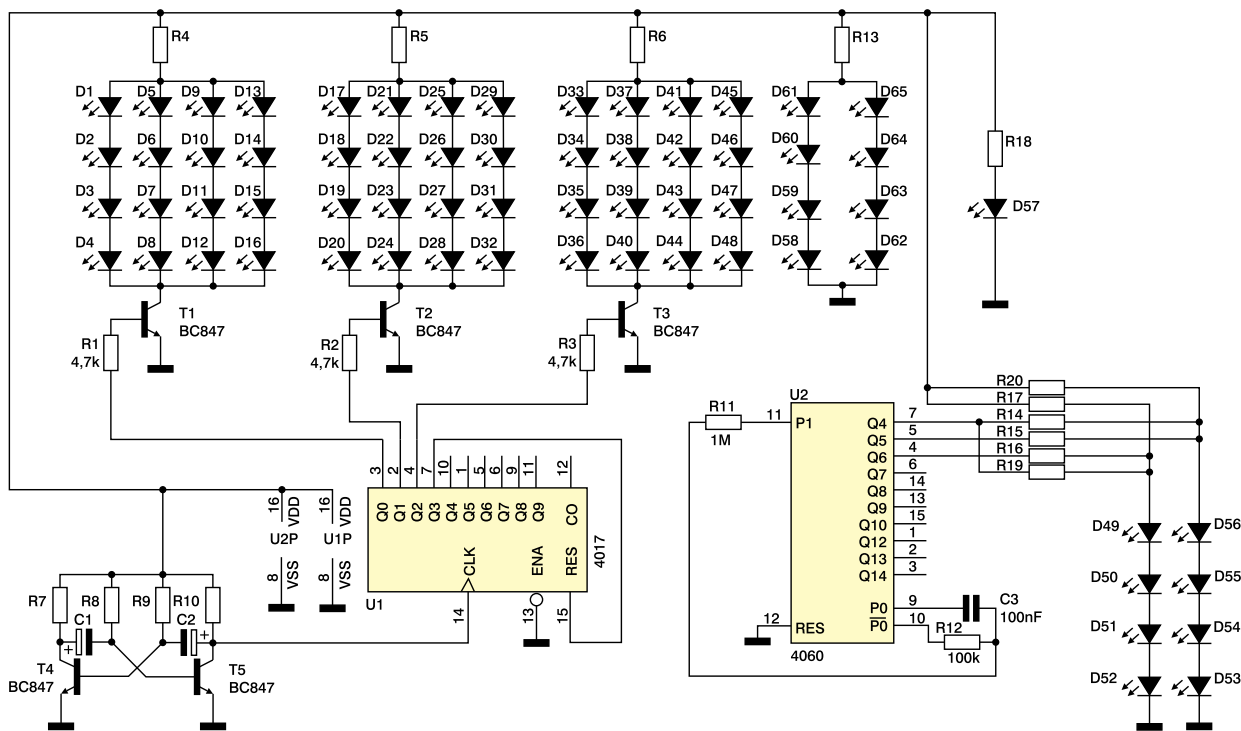 R4
R5
R6
R13
D1 D5 D9 D13
D17 D21 D25 D29
D33 D37 D41 D45
D61 D65
D2 D6 D10 D14
D18 D22 D26 D30
D34 D38 D42 D46
D60 D64
R18
D3 D7 D11 D15
D19 D23 D27 D31
D35 D39 D43 D47
D59 D63
D57
D4 D8 D12 D16
D20 D24 D28 D32
D36 D40 D44 D48
D58 D62
T1
BC847
T2
BC847
T3
BC847
R1
4,7k
R2
4,7k
R3
4,7k
R20
R17
R14
R15
R16
R19
R11
1M
U2
11 P1
Q4 7
Q5 5
Q6 4
Q7 6
Q8 14
Q9 13
Q10 15
Q12 1
Q13 2
Q14 3
P0 9
P0 10
12 RES
4060
C3
100nF
R12
100k
3 2 4 7 10 1 5 6 9 11 12
Q0 Q1 Q2 Q3 Q4 Q5 Q6 Q7 Q8 Q9 CO
CLK ENA RES
4017
U1
14 13 15
16 VDD
U2P
8 VSS
16 VDD
U1P
8 VSS
R7 R8 R9 R10
C1 C2
+ +
T4
BC847
T5
BC847
D49 D56
D50 D55
D51 D54
D52 D53